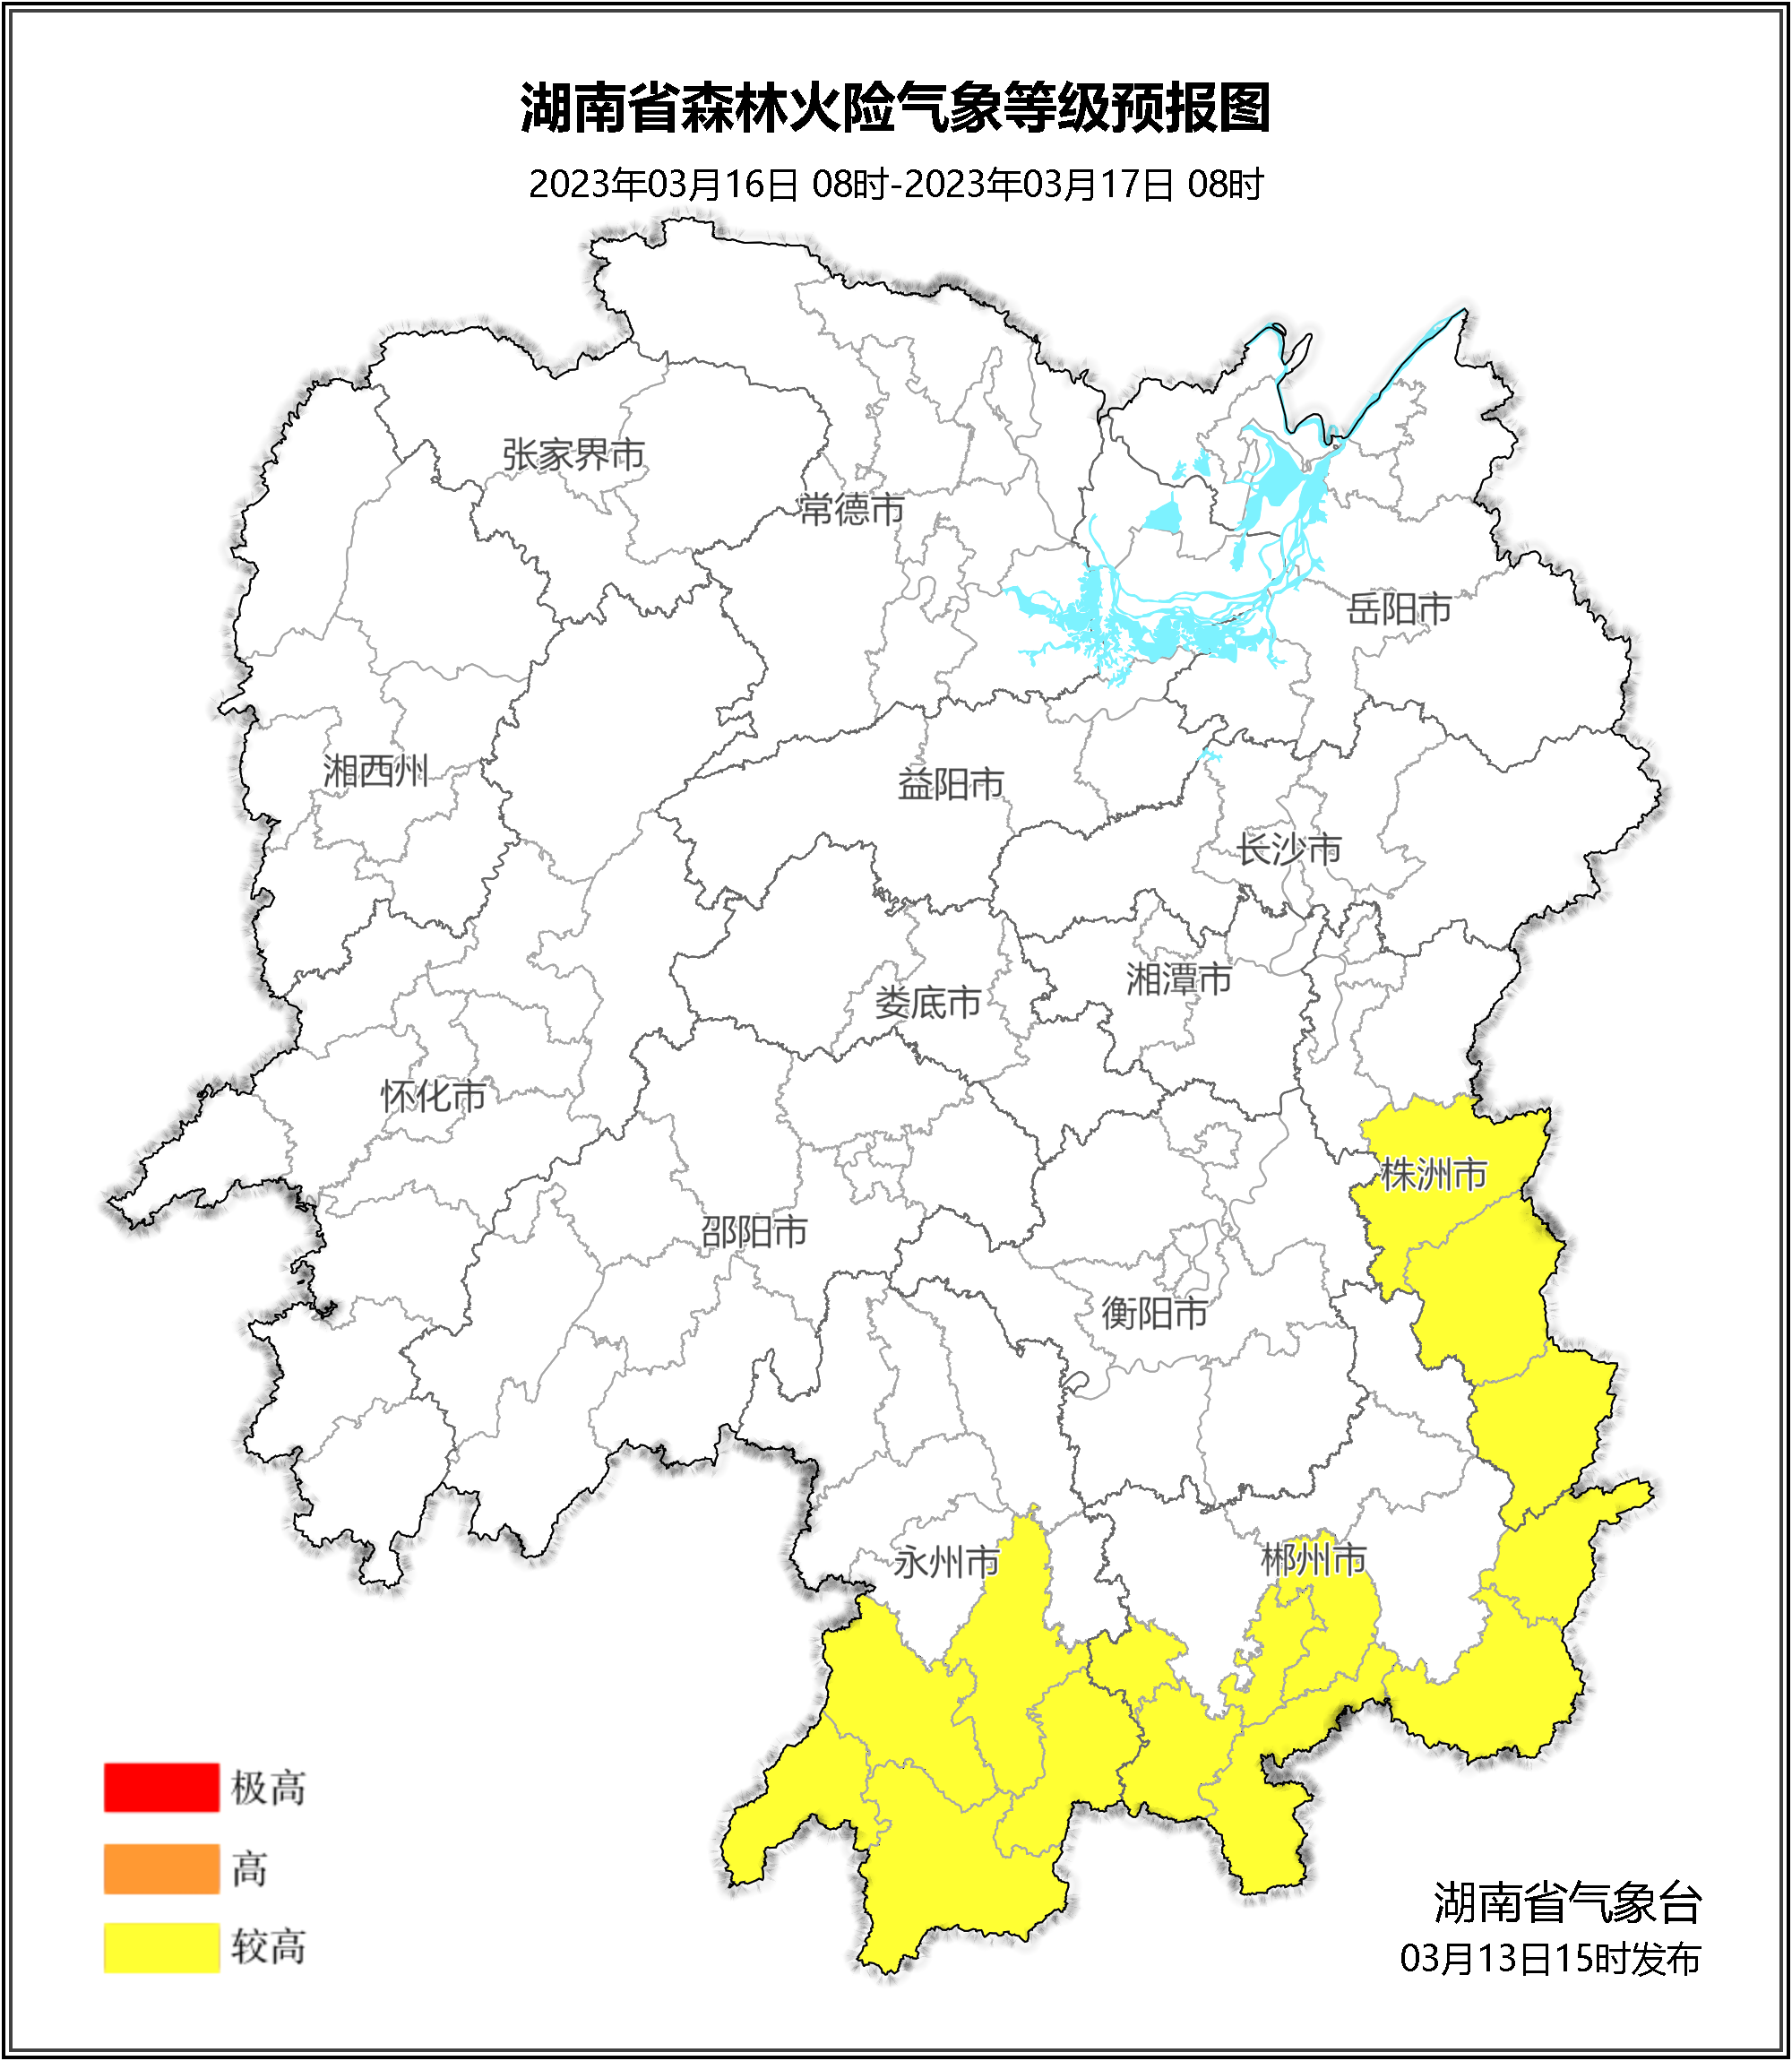 湖南省森林火险气象等级预报图
2023年03月16日 08时-2023年03月17日 08时
张家界市
常德市
岳阳市
湘西州
益阳市
长沙市
湘潭市
娄底市
怀化市
株洲市
邵阳市
衡阳市
永州市
郴州市
极高
高
较高
湖南省气象台
03月13日15时发布